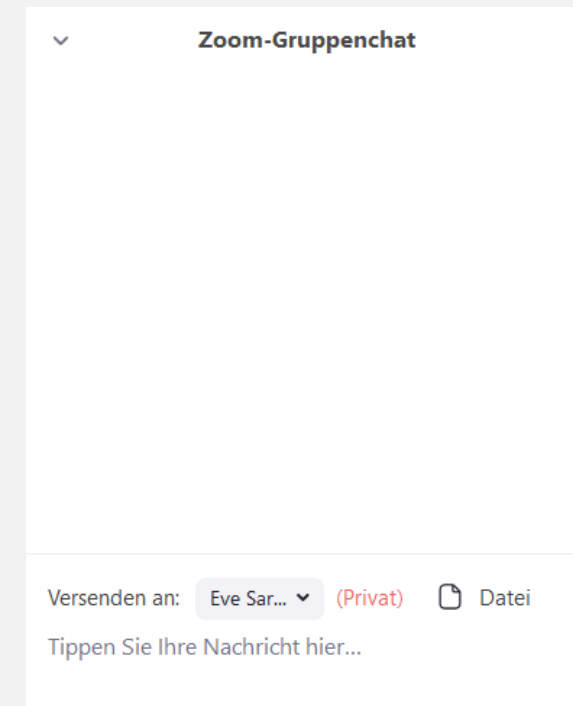 Zoom-Gruppenchat
Versenden an: Eve Sar... (Privat) Datei
Tippen Sie Ihre Nachricht hier...